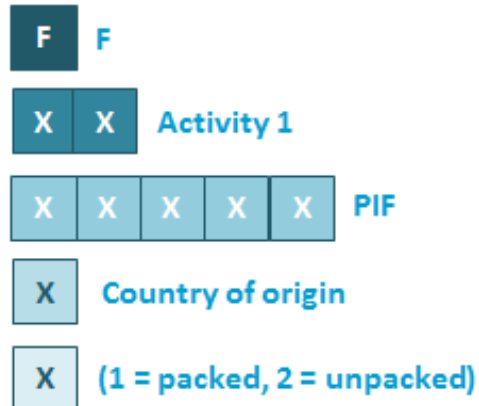 F F
X X Activity 1
X X X X X PIF
X Country of origin
X (1 = packed, 2 = unpacked)